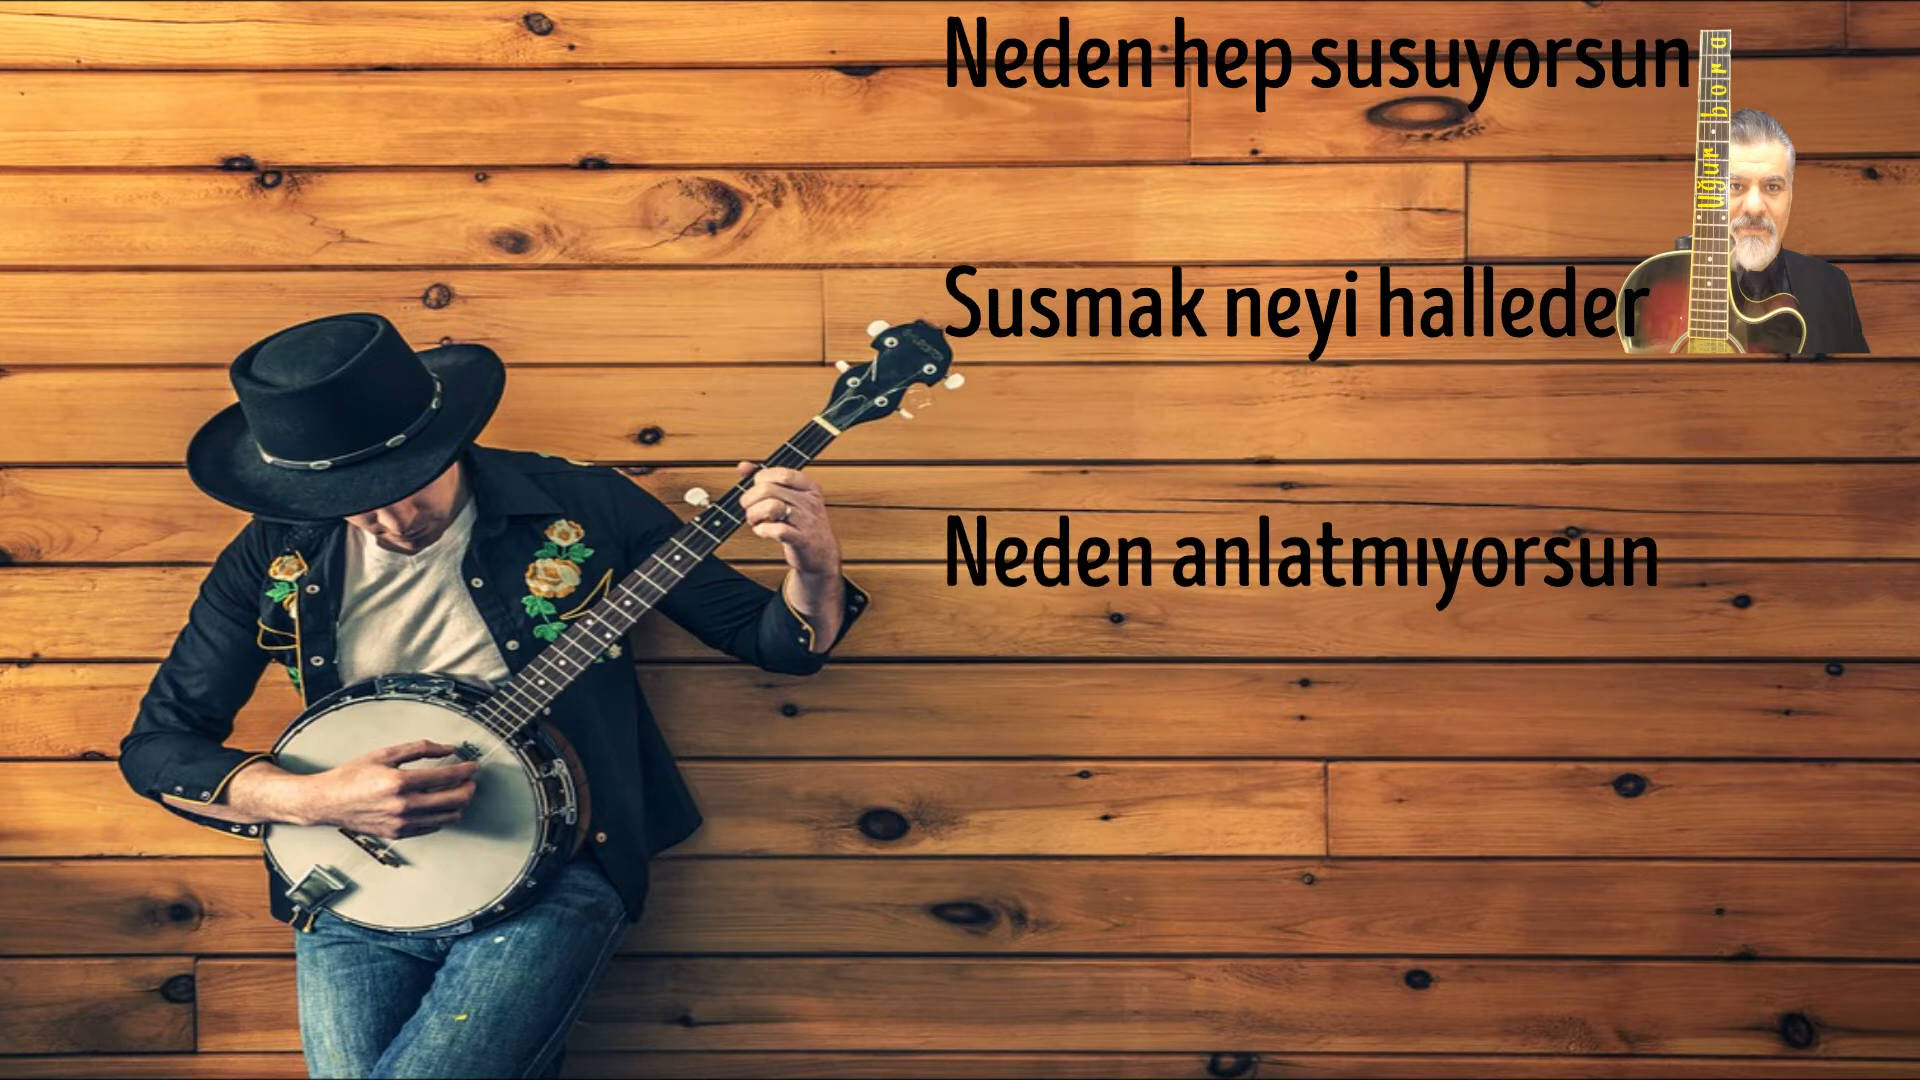 Neden hep susuyorsun
Uğur bora
Susmak neyi halleder
Neden anlatmıyorsun